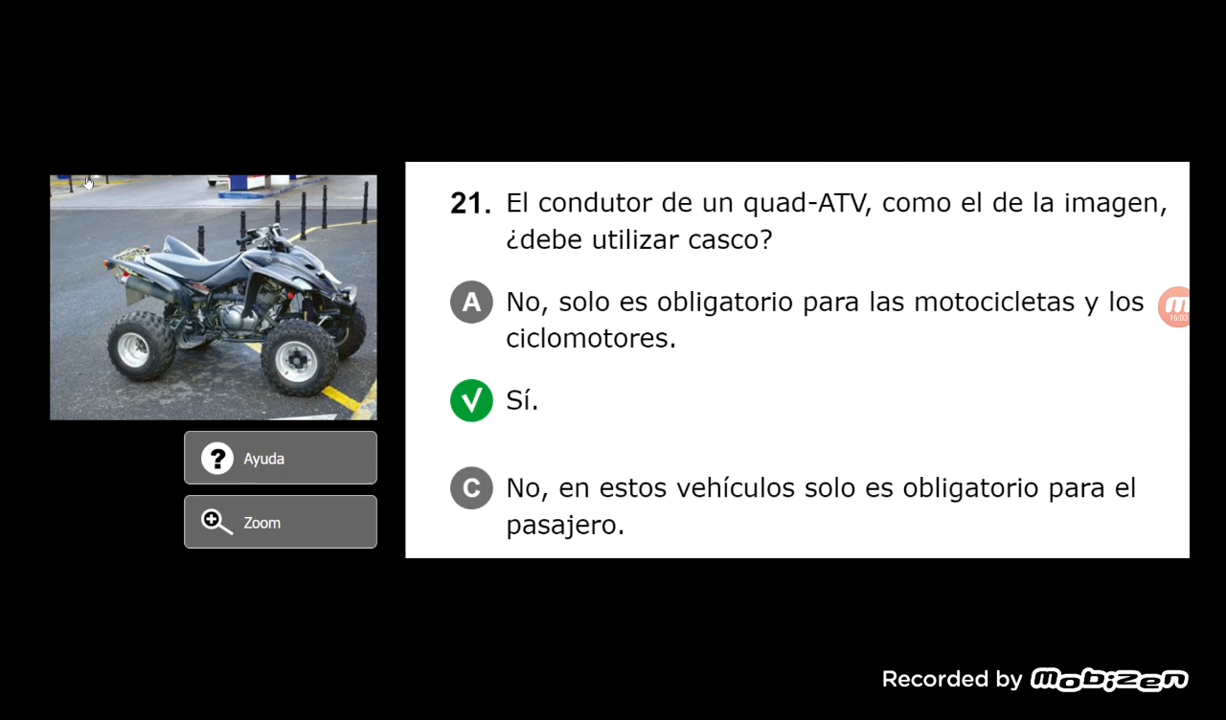 21. El condutor de un quad-ATV, como el de la imagen,
¿debe utilizar casco?
A No, solo es obligatorio para las motocicletas y los
ciclomotores.
√ Sí.
C No, en estos vehículos solo es obligatorio para el
pasajero.
? Ayuda
Zoom
m
16:03
Recorded by mobizen